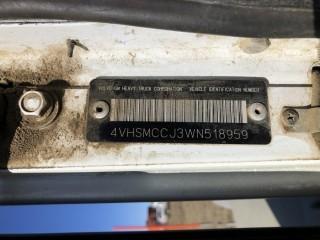 VOLVO GM HEAVY TRUCK CORPORATION VEHICLE IDENTIFICATION NUMBER
4VHSMCCJ3WN518959